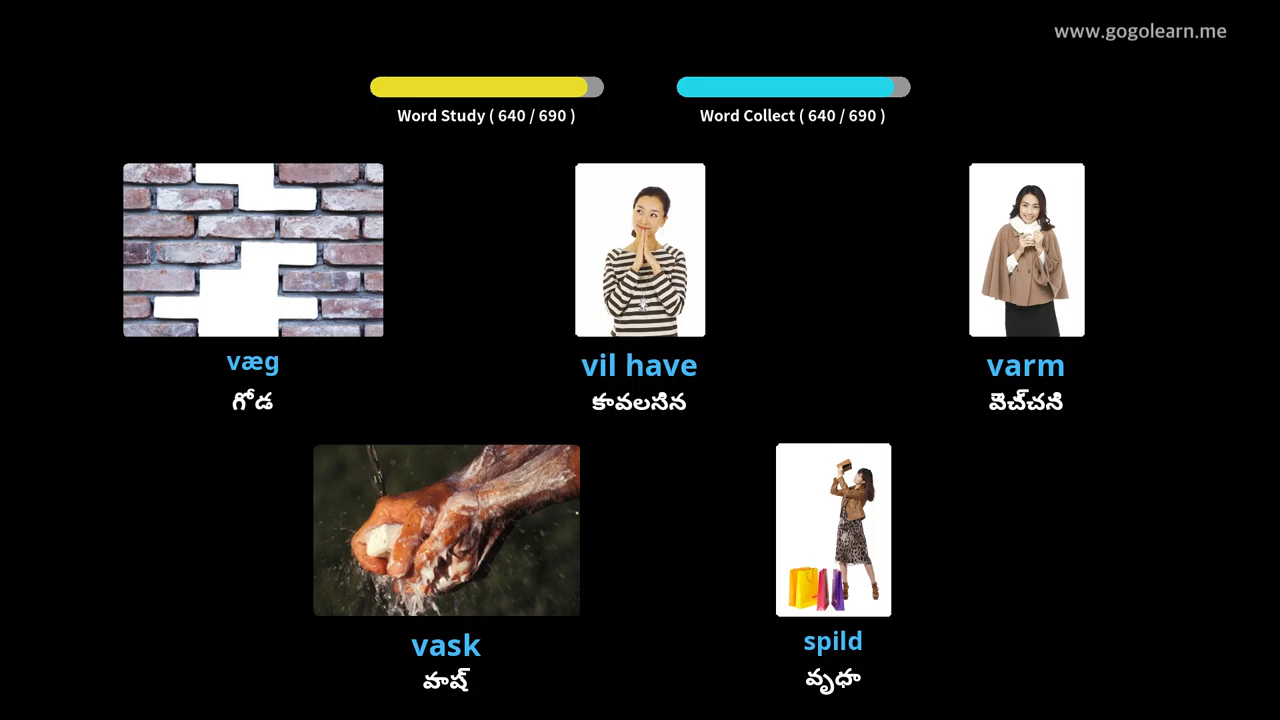 www.gogolearn.me
Word Study ( 640 / 690 )
Word Collect ( 640 / 690 )
væg
గోడ
vil have
కావలసిన
varm
వెచ్చని
vask
వాష్
spild
వృధా